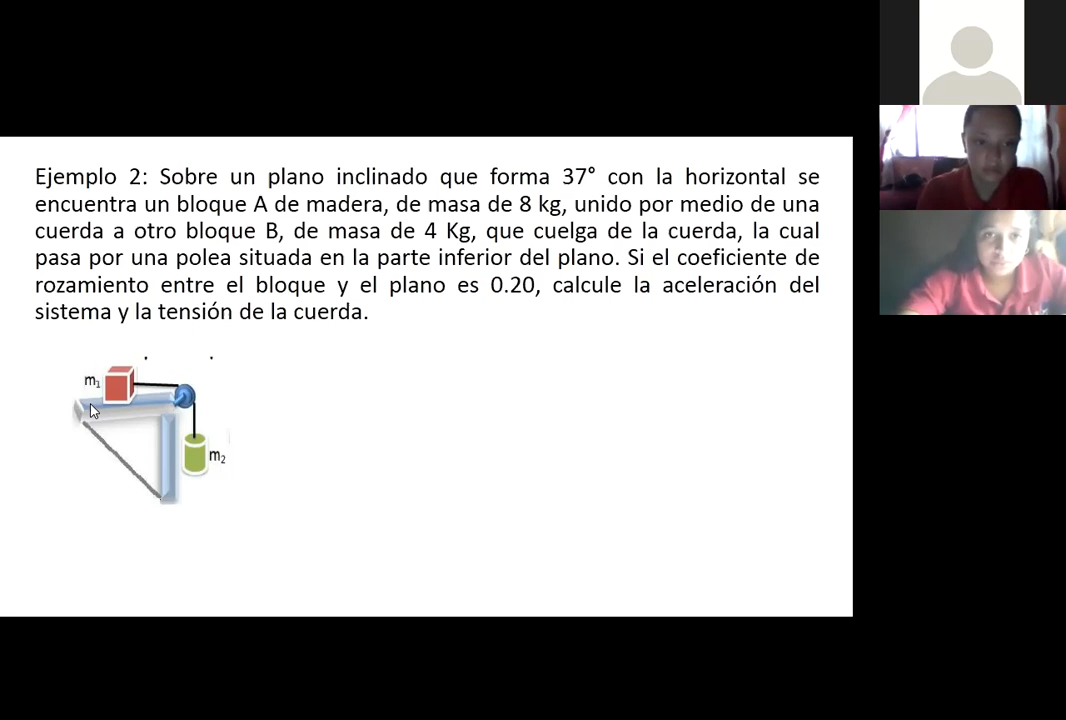 Ejemplo 2: Sobre un plano inclinado que forma 37° con la horizontal se
encuentra un bloque A de madera, de masa de 8 kg, unido por medio de una
cuerda a otro bloque B, de masa de 4 Kg, que cuelga de la cuerda, la cual
pasa por una polea situada en la parte inferior del plano. Si el coeficiente de
rozamiento entre el bloque y el plano es 0.20, calcule la aceleración del
sistema y la tensión de la cuerda.
m₁
m₂